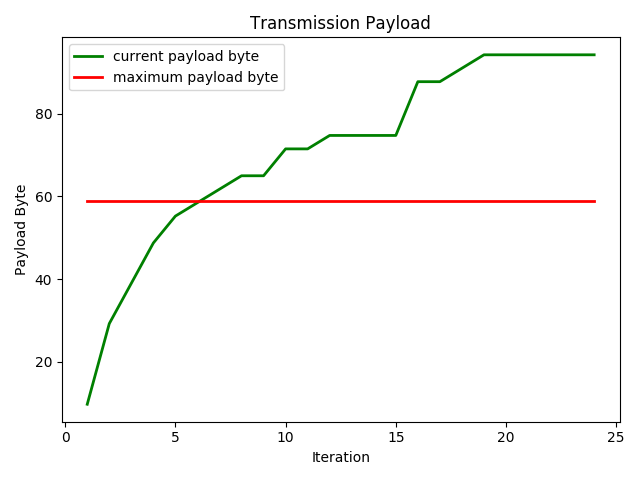 Transmission Payload
current payload byte
maximum payload byte
Payload Byte
80
60
40
20
0
5
10
15
20
25
Iteration